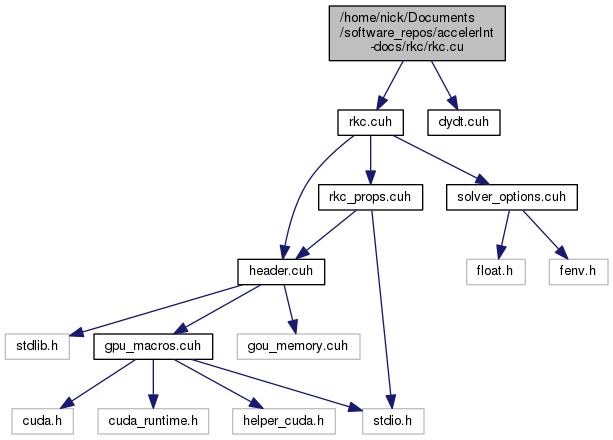 /home/nick/Documents
/software_repos/accelerInt
-docs/rkc/rkc.cu
rkc.cuh
dydt.cuh
rkc_props.cuh
solver_options.cuh
header.cuh
float.h
fenv.h
stdlib.h
gpu_macros.cuh
gou_memory.cuh
cuda.h
cuda_runtime.h
helper_cuda.h
stdio.h